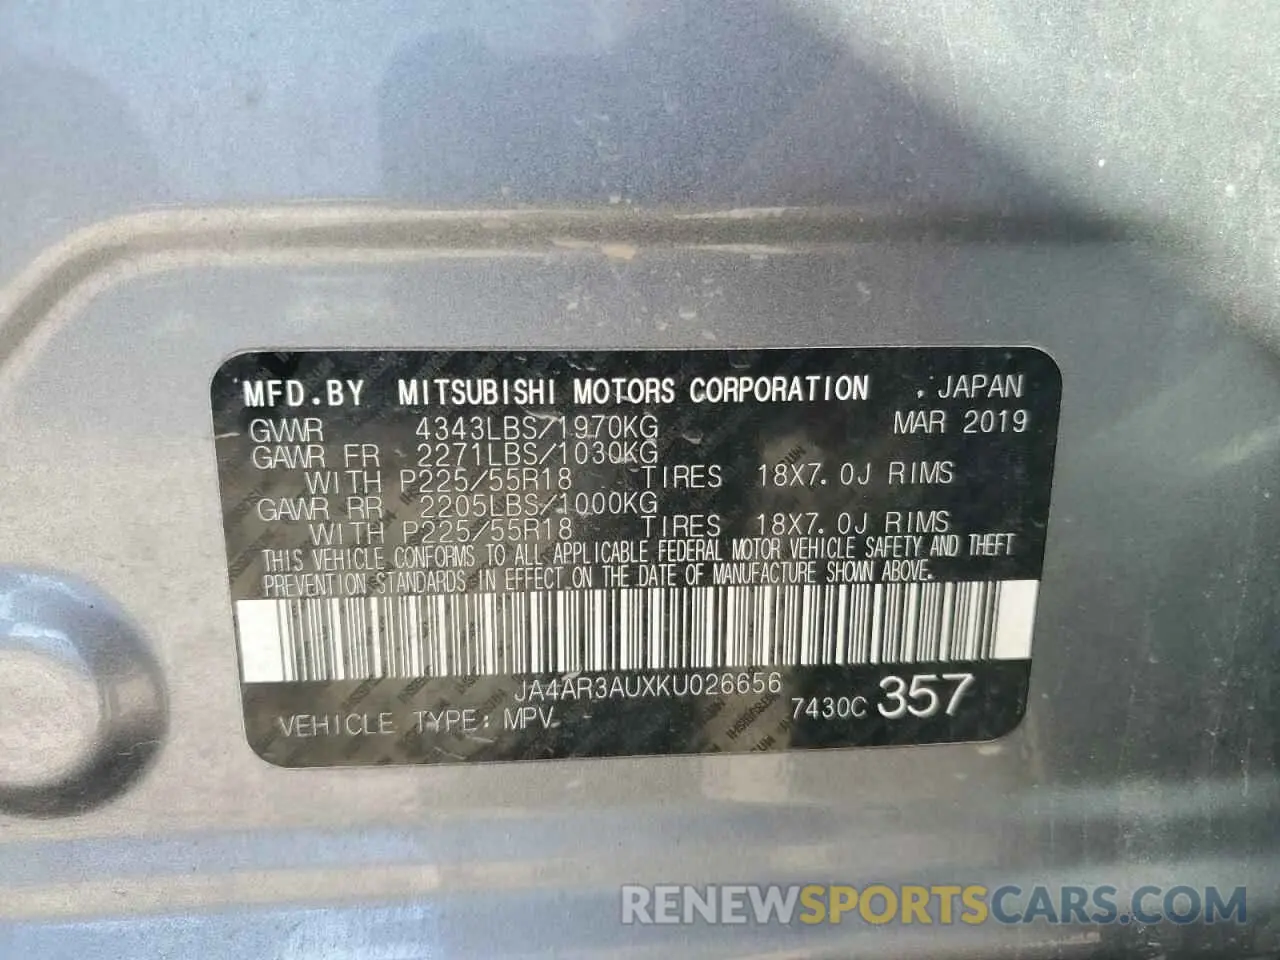 MFD.BY MITSUBISHI MOTORS CORPORATION , JAPAN
GVWR 4343LBS/1970KG MAR 2019
GAWR FR 2271LBS/1030KG
WITH P225/55R18 TIRES 18X7.0J RIMS
GAWR RR 2205LBS/1000KG
WITH P225/55R18 TIRES 18X7.0J RIMS
THIS VEHICLE CONFORMS TO ALL APPLICABLE FEDERAL MOTOR VEHICLE SAFETY AND THEFT
PREVENTION STANDARDS IN EFFECT ON THE DATE OF MANUFACTURE SHOWN ABOVE.
JA4AR3AUXKU026656
VEHICLE TYPE: MPV 7430C 357
RENEWSPORTSCARS.COM